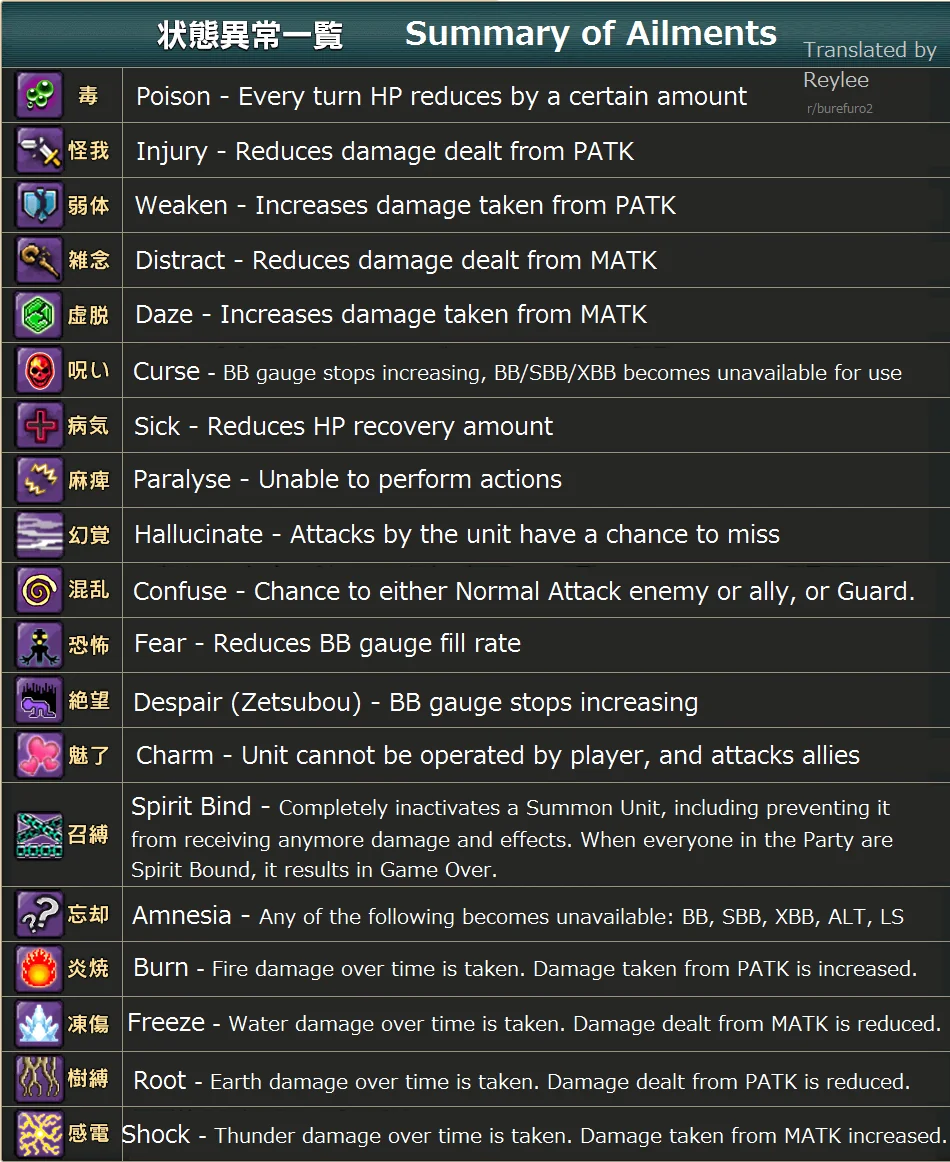 状態異常一覧 Summary of Ailments
Translated by
Reylee
r/burefuro2
毒 Poison - Every turn HP reduces by a certain amount
怪我 Injury - Reduces damage dealt from PATK
弱体 Weaken - Increases damage taken from PATK
雑念 Distract - Reduces damage dealt from MATK
虚脱 Daze - Increases damage taken from MATK
呪い Curse - BB gauge stops increasing, BB/SBB/XBB becomes unavailable for use
病気 Sick - Reduces HP recovery amount
麻痺 Paralyse - Unable to perform actions
幻覚 Hallucinate - Attacks by the unit have a chance to miss
混乱 Confuse - Chance to either Normal Attack enemy or ally, or Guard.
恐怖 Fear - Reduces BB gauge fill rate
絶望 Despair (Zetsubou) - BB gauge stops increasing
魅了 Charm - Unit cannot be operated by player, and attacks allies
召縛 Spirit Bind - Completely inactivates a Summon Unit, including preventing it
from receiving anymore damage and effects. When everyone in the Party are
Spirit Bound, it results in Game Over.
忘却 Amnesia - Any of the following becomes unavailable: BB, SBB, XBB, ALT, LS
炎焼 Burn - Fire damage over time is taken. Damage taken from PATK is increased.
凍傷 Freeze - Water damage over time is taken. Damage dealt from MATK is reduced.
樹縛 Root - Earth damage over time is taken. Damage dealt from PATK is reduced.
感電 Shock - Thunder damage over time is taken. Damage taken from MATK increased.